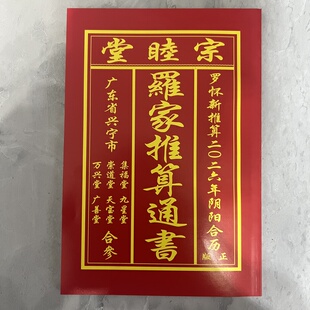 宗睦堂
罗怀新推算二〇二六年阴阳合历
正
羅家推算通書
广东省兴宁市
集福堂 九星堂
崇道堂 天宝堂
万兴堂 广善堂
合参